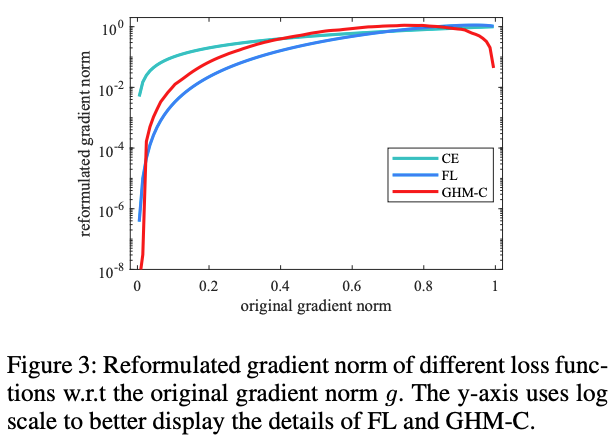 10^0
10^-2
10^-4
10^-6
10^-8
reformulated gradient norm
CE
FL
GHM-C
0 0.2 0.4 0.6 0.8 1
original gradient norm
Figure 3: Reformulated gradient norm of different loss func-
tions w.r.t the original gradient norm g. The y-axis uses log
scale to better display the details of FL and GHM-C.